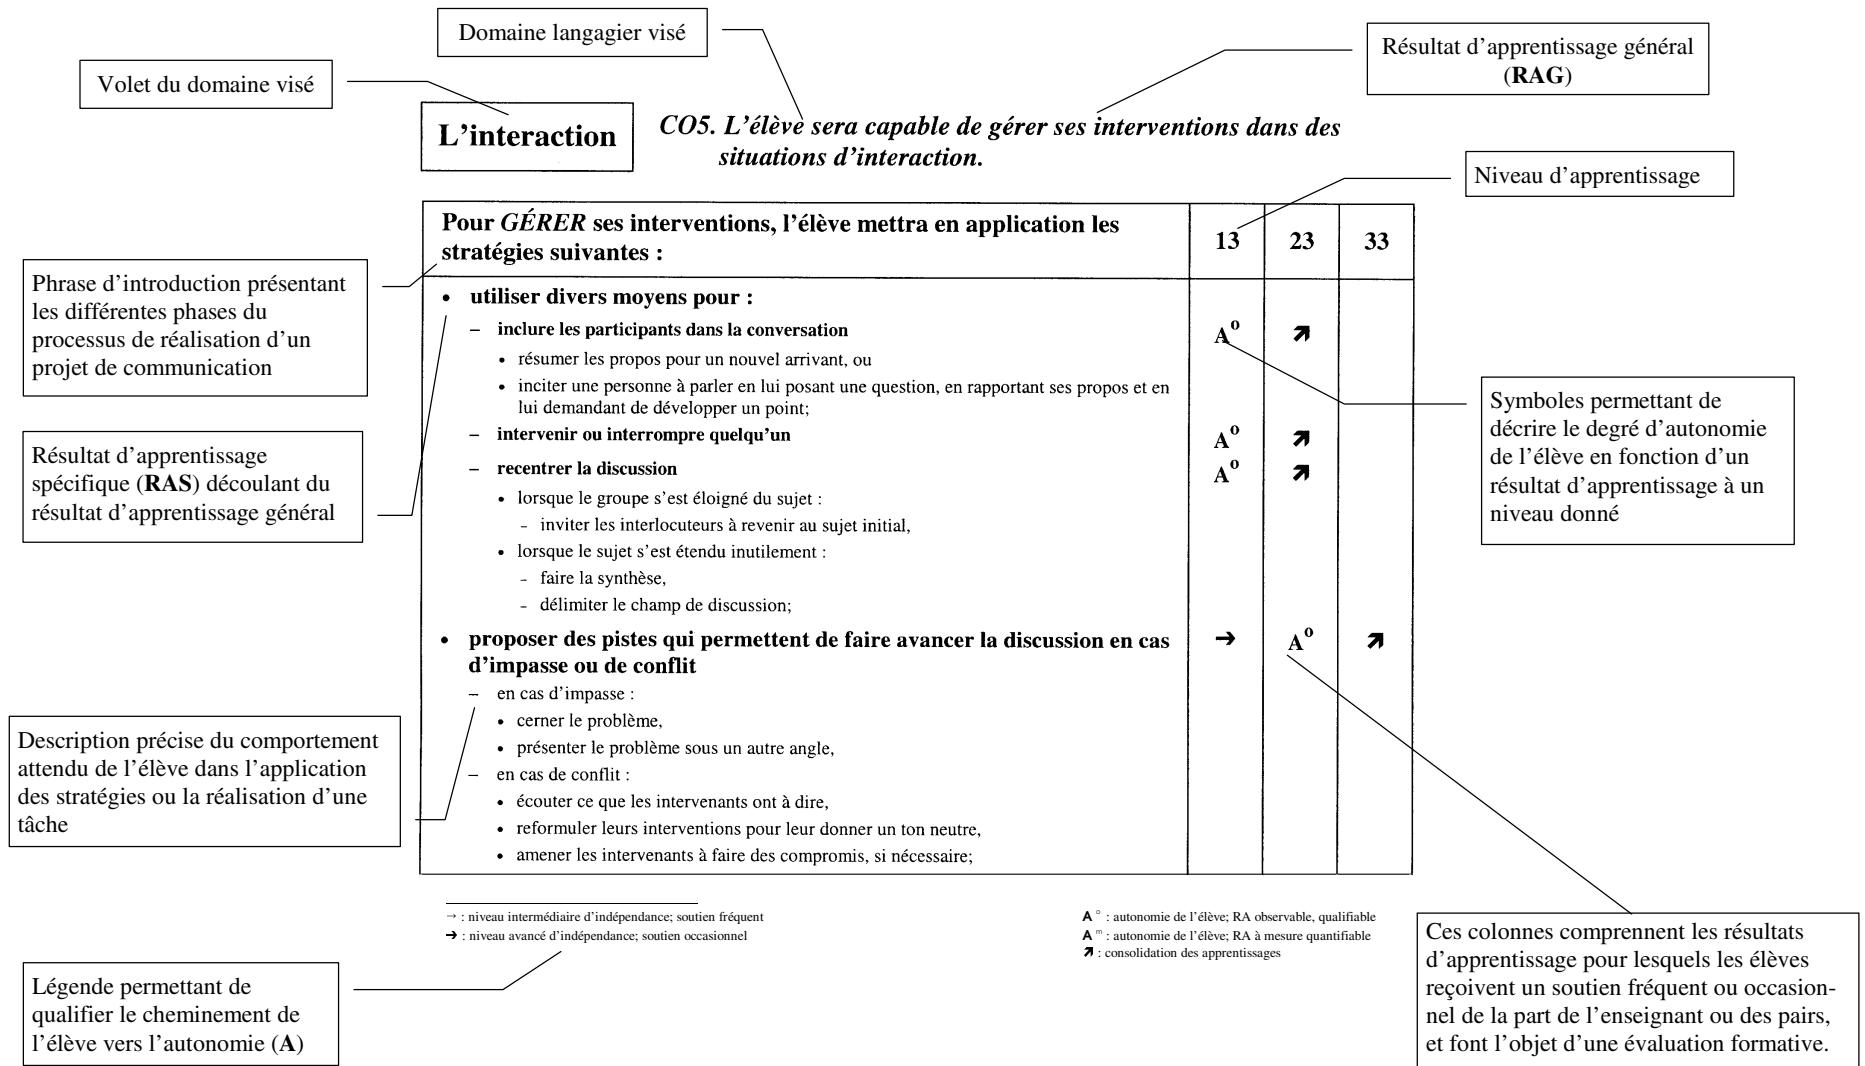 Domaine langagier visé
Résultat d'apprentissage général
(RAG)
Volet du domaine visé
L'interaction
CO5. L'élève sera capable de gérer ses interventions dans des
situations d'interaction.
Niveau d'apprentissage
Pour GÉRER ses interventions, l'élève mettra en application les
stratégies suivantes :
13
23
33
Phrase d'introduction présentant
les différentes phases du
processus de réalisation d'un
projet de communication
• utiliser divers moyens pour :
– inclure les participants dans la conversation
A° ↗
• résumer les propos pour un nouvel arrivant, ou
• inciter une personne à parler en lui posant une question, en rapportant ses propos et en
lui demandant de développer un point;
– intervenir ou interrompre quelqu'un
A° ↗
– recentrer la discussion
A° ↗
• lorsque le groupe s'est éloigné du sujet :
– inviter les interlocuteurs à revenir au sujet initial,
• lorsque le sujet s'est étendu inutilement :
– faire la synthèse,
– délimiter le champ de discussion;
Symboles permettant de
décrire le degré d'autonomie
de l'élève en fonction d'un
résultat d'apprentissage à un
niveau donné
Résultat d'apprentissage
spécifique (RAS) découlant du
résultat d'apprentissage général
• proposer des pistes qui permettent de faire avancer la discussion en cas
d'impasse ou de conflit
➔ A° ↗
– en cas d'impasse :
• cerner le problème,
• présenter le problème sous un autre angle,
– en cas de conflit :
• écouter ce que les intervenants ont à dire,
• reformuler leurs interventions pour leur donner un ton neutre,
• amener les intervenants à faire des compromis, si nécessaire;
Description précise du comportement
attendu de l'élève dans l'application
des stratégies ou la réalisation d'une
tâche
→ : niveau intermédiaire d'indépendance; soutien fréquent
➔ : niveau avancé d'indépendance; soutien occasionnel
A ° : autonomie de l'élève; RA observable, qualifiable
A ᵐ : autonomie de l'élève; RA à mesure quantifiable
↗ : consolidation des apprentissages
Légende permettant de
qualifier le cheminement de
l'élève vers l'autonomie (A)
Ces colonnes comprennent les résultats
d'apprentissage pour lesquels les élèves
reçoivent un soutien fréquent ou occasion-
nel de la part de l'enseignant ou des pairs,
et font l'objet d'une évaluation formative.